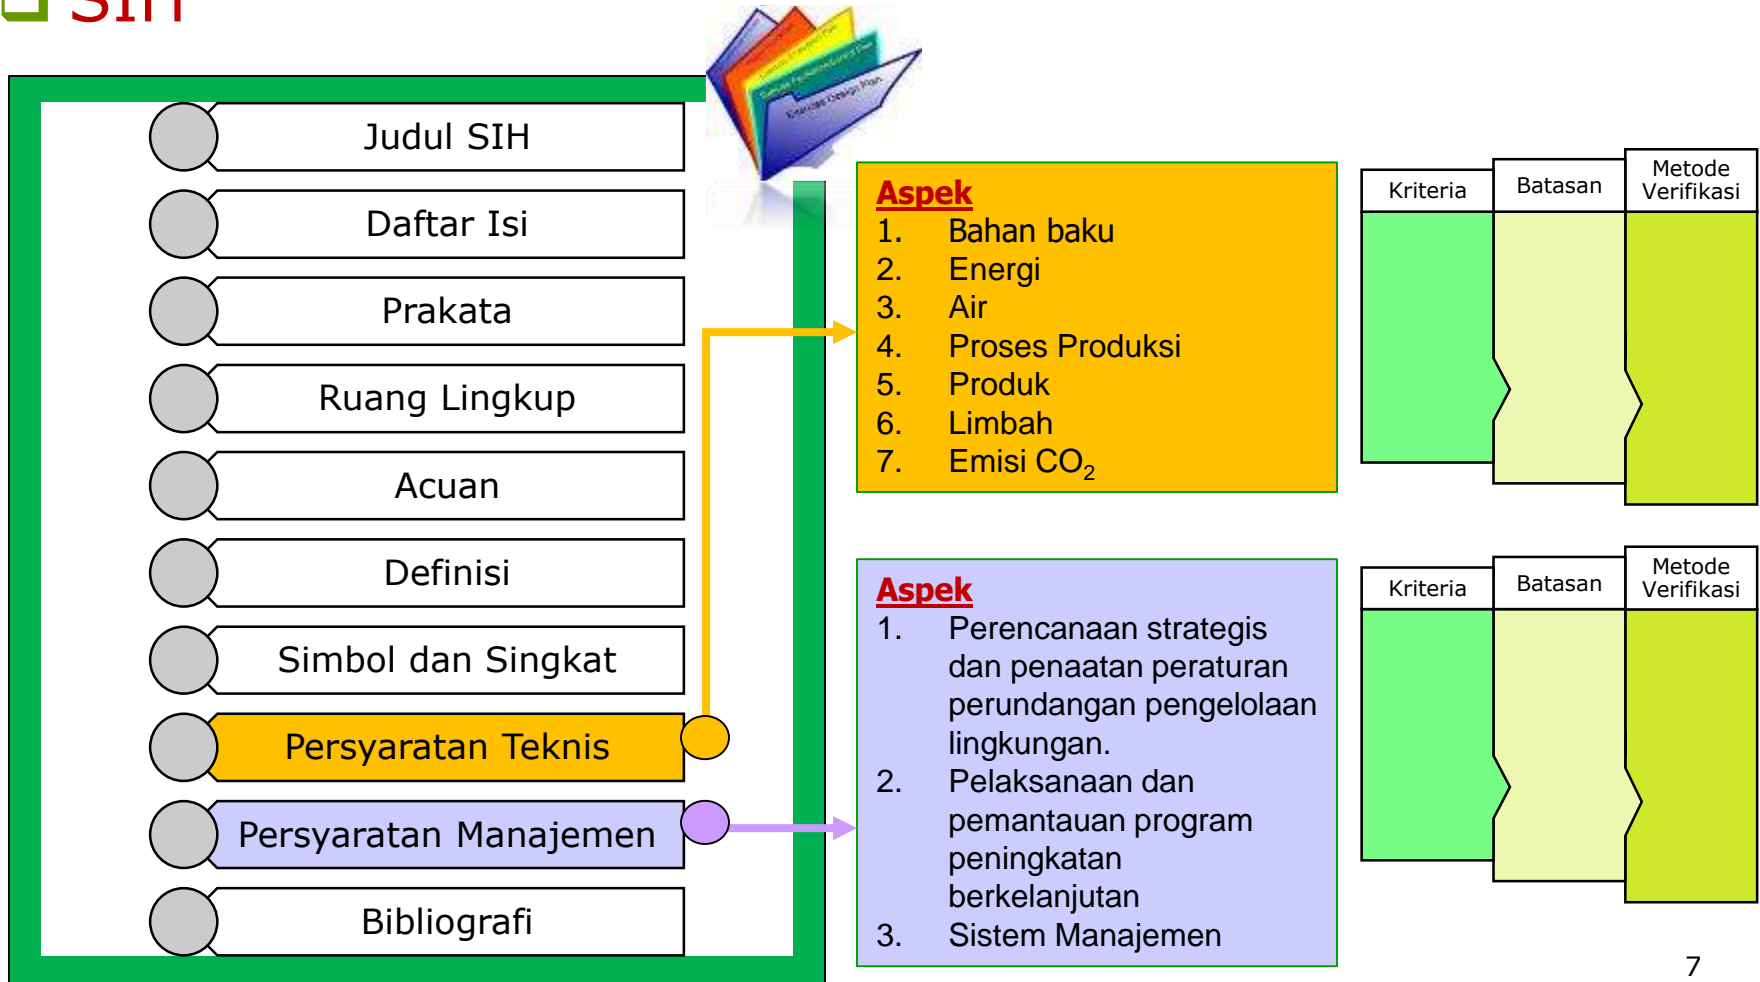 SIH
Judul SIH
Daftar Isi
Prakata
Ruang Lingkup
Acuan
Definisi
Simbol dan Singkat
Persyaratan Teknis
Persyaratan Manajemen
Bibliografi
Aspek
1. Bahan baku
2. Energi
3. Air
4. Proses Produksi
5. Produk
6. Limbah
7. Emisi CO2
Kriteria
Batasan
Metode
Verifikasi
Aspek
1. Perencanaan strategis
dan penaatan peraturan
perundangan pengelolaan
lingkungan.
2. Pelaksanaan dan
pemantauan program
peningkatan
berkelanjutan
3. Sistem Manajemen
Kriteria
Batasan
Metode
Verifikasi
7